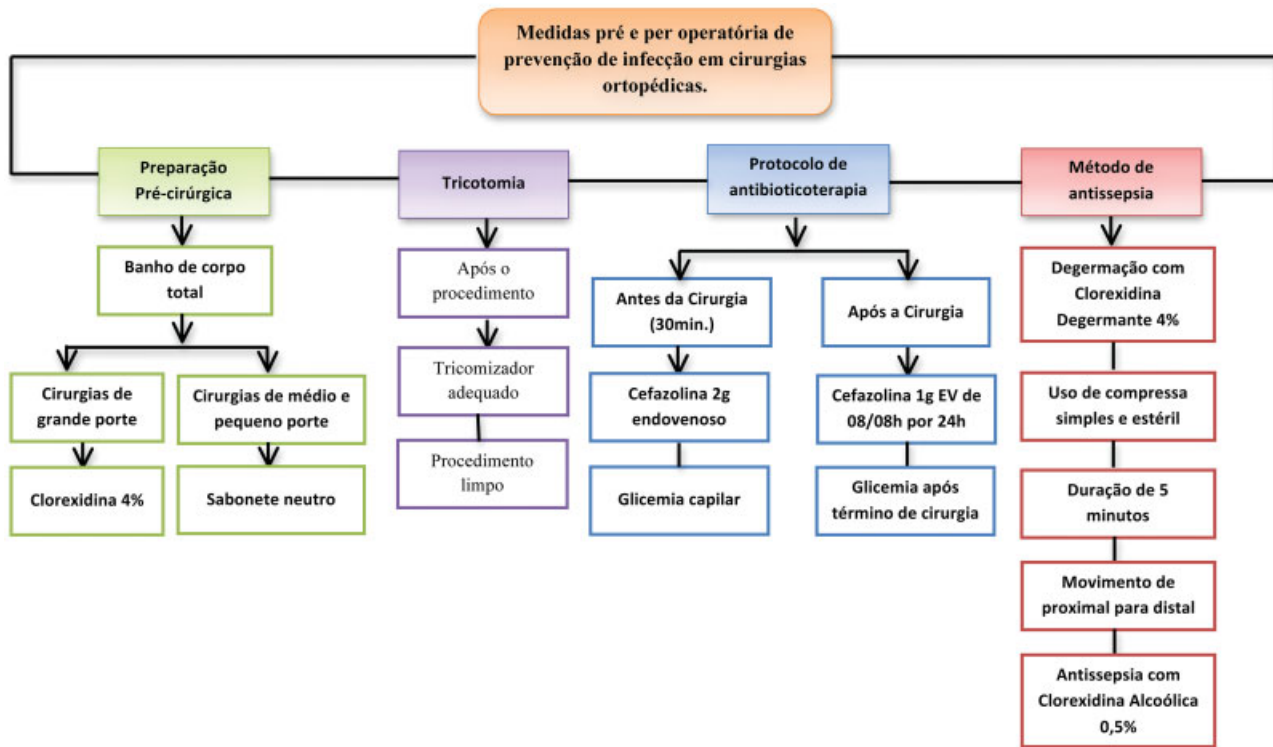 Medidas pré e per operatória de
prevenção de infecção em cirurgias
ortopédicas.
Preparação
Pré-cirúrgica
Banho de corpo
total
Cirurgias de
grande porte
Clorexidina 4%
Cirurgias de médio e
pequeno porte
Sabonete neutro
Tricotomia
Após o
procedimento
Tricomizador
adequado
Procedimento
limpo
Protocolo de
antibioticoterapia
Antes da Cirurgia
(30min.)
Cefazolina 2g
endovenoso
Glicemia capilar
Após a Cirurgia
Cefazolina 1g EV de
08/08h por 24h
Glicemia após
término de cirurgia
Método de
antissepsia
Degermação com
Clorexidina
Degermante 4%
Uso de compressa
simples e estéril
Duração de 5
minutos
Movimento de
proximal para distal
Antissepsia com
Clorexidina Alcoólica
0,5%